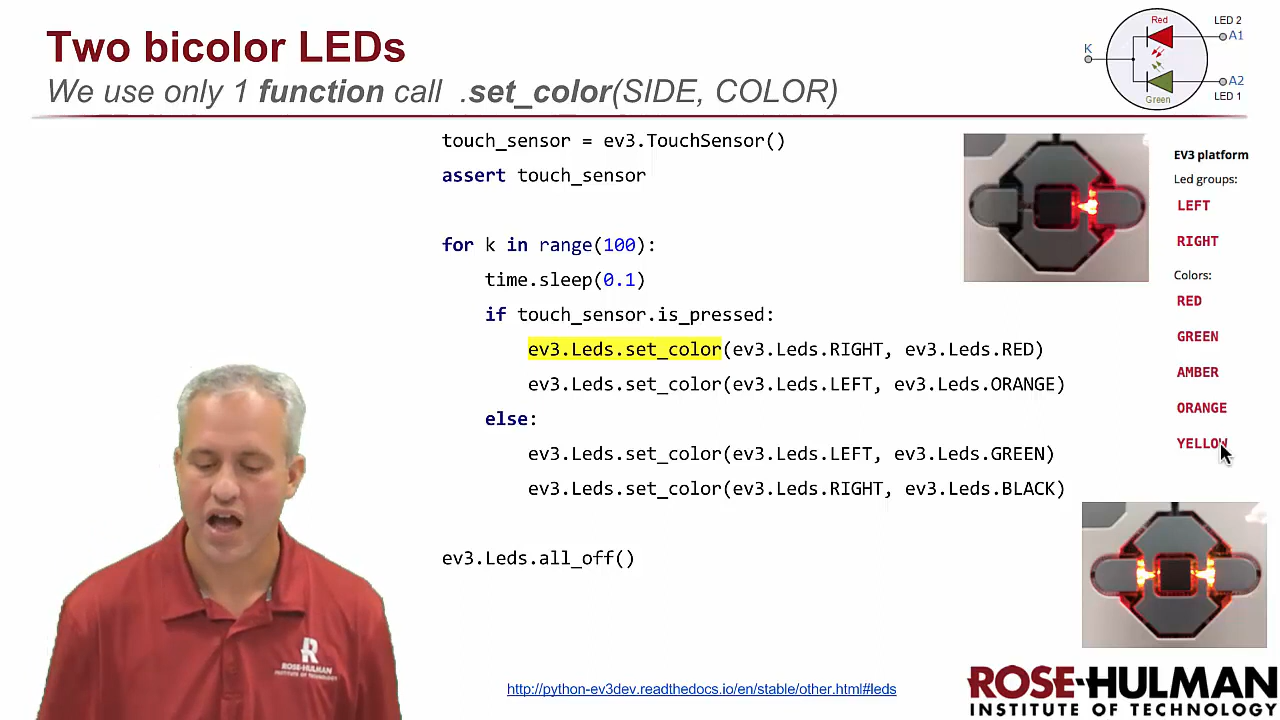 Two bicolor LEDs
We use only 1 function call .set_color(SIDE, COLOR)
Red
LED 2
A1
K
A2
Green
LED 1
touch_sensor = ev3.TouchSensor()
assert touch_sensor
for k in range(100):
time.sleep(0.1)
if touch_sensor.is_pressed:
ev3.Leds.set_color(ev3.Leds.RIGHT, ev3.Leds.RED)
ev3.Leds.set_color(ev3.Leds.LEFT, ev3.Leds.ORANGE)
else:
ev3.Leds.set_color(ev3.Leds.LEFT, ev3.Leds.GREEN)
ev3.Leds.set_color(ev3.Leds.RIGHT, ev3.Leds.BLACK)
ev3.Leds.all_off()
EV3 platform
Led groups:
LEFT
RIGHT
Colors:
RED
GREEN
AMBER
ORANGE
YELLOW
R
ROSE-HULMAN
INSTITUTE OF TECHNOLOGY
http://python-ev3dev.readthedocs.io/en/stable/other.html#leds
ROSE-HULMAN
INSTITUTE OF TECHNOLOGY